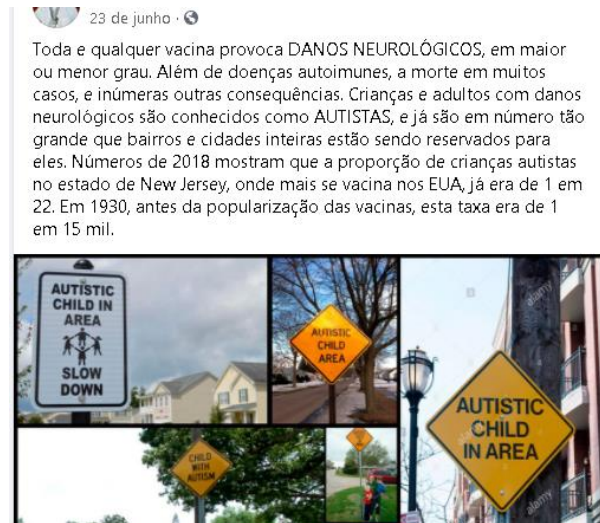 23 de junho ·
Toda e qualquer vacina provoca DANOS NEUROLÓGICOS, em maior
ou menor grau. Além de doenças autoimunes, a morte em muitos
casos, e inúmeras outras consequências. Crianças e adultos com danos
neurológicos são conhecidos como AUTISTAS, e já são em número tão
grande que bairros e cidades inteiras estão sendo reservados para
eles. Números de 2018 mostram que a proporção de crianças autistas
no estado de New Jersey, onde mais se vacina nos EUA, já era de 1 em
22. Em 1930, antes da popularização das vacinas, esta taxa era de 1
em 15 mil.
AUTISTIC
CHILD IN
AREA
SLOW
DOWN
AUTISTIC
CHILD
AREA
AUTISTIC
CHILD
IN AREA
CHILD
WITH
AUTISM
alamy
alamy
alamy